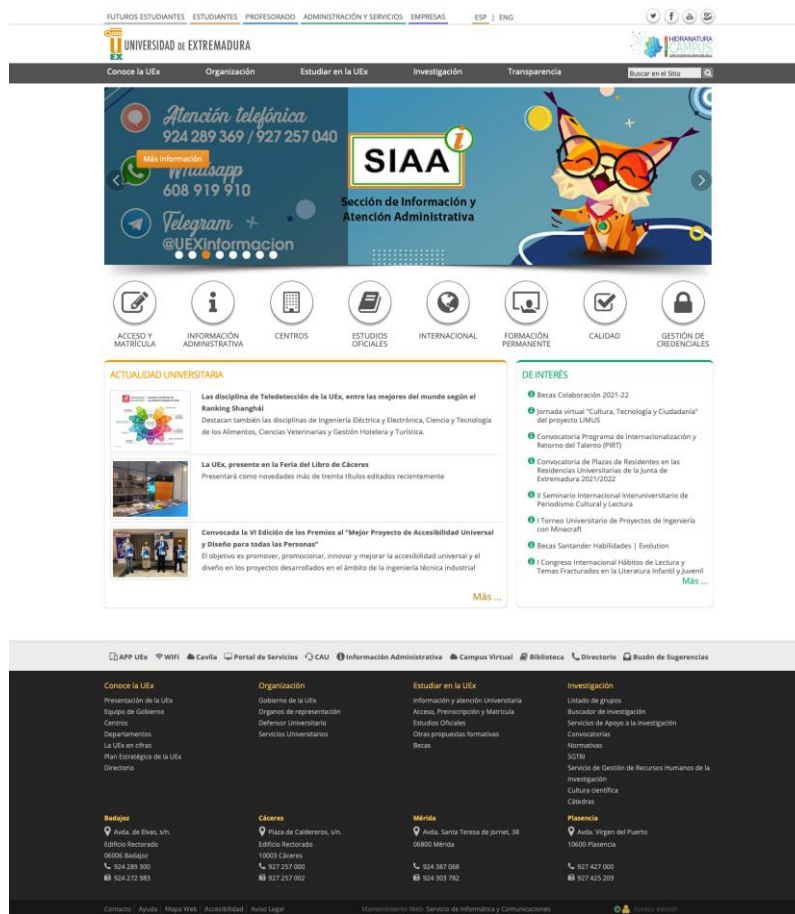 FUTUROS ESTUDIANTES ESTUDIANTES PROFESORADO ADMINISTRACIÓN Y SERVICIOS EMPRESAS ESP | ENG
UNIVERSIDAD DE EXTREMADURA
UEX
HIDRANATURA
CAMPUS
Conoce la UEx Organización Estudiar en la UEx Investigación Transparencia Buscar en el Sitio
Atención telefónica
924 289 369 / 927 257 040
Más información
Whatsapp
608 919 910
Telegram
@UEXinformacion
SIAA
i
Sección de Información y
Atención Administrativa
ACCESO Y
MATRÍCULA
INFORMACIÓN
ADMINISTRATIVA
CENTROS
ESTUDIOS
OFICIALES
INTERNACIONAL
FORMACIÓN
PERMANENTE
CALIDAD
GESTIÓN DE
CREDENCIALES
ACTUALIDAD UNIVERSITARIA
Las disciplina de Teledetección de la UEx, entre las mejores del mundo según el
Ranking Shanghái
Destacan también las disciplinas de Ingeniería Eléctrica y Electrónica, Ciencia y Tecnología
de los Alimentos, Ciencias Veterinarias y Gestión Hotelera y Turística.
La UEx, presente en la Feria del Libro de Cáceres
Presentará como novedades más de treinta títulos editados recientemente
Convocada la VI Edición de los Premios al "Mejor Proyecto de Accesibilidad Universal
y Diseño para todas las Personas"
El objetivo es promover, promocionar, innovar y mejorar la accesibilidad universal y el
diseño en los proyectos desarrollados en el ámbito de la ingeniería técnica industrial
Más ...
DE INTERÉS
Becas Colaboración 2021-22
Jornada virtual "Cultura, Tecnología y Ciudadanía"
del proyecto LIMUS
Convocatoria Programa de Internacionalización y
Retorno del Talento (PIRT)
Convocatoria de Plazas de Residentes en las
Residencias Universitarias de la Junta de
Extremadura 2021/2022
II Seminario Internacional Interuniversitario de
Periodismo Cultural y Lectura
I Torneo Universitario de Proyectos de Ingeniería
con Minecraft
Becas Santander Habilidades | Evolution
I Congreso Internacional Hábitos de Lectura y
Temas Fracturados en la Literatura Infantil y Juvenil
Más ...
APP UEx WiFi Cavila Portal de Servicios CAU Información Administrativa Campus Virtual Biblioteca Directorio Buzón de Sugerencias
Conoce la UEx
Presentación de la UEx
Equipo de Gobierno
Centros
Departamentos
La UEx en cifras
Plan Estratégico de la UEx
Directorio
Organización
Gobierno de la UEx
Organos de representación
Defensor Universitario
Servicios Universitarios
Estudiar en la UEx
Información y atención Universitaria
Acceso, Preinscripción y Matrícula
Estudios Oficiales
Otras propuestas formativas
Becas
Investigación
Listado de grupos
Buscador de investigación
Servicios de Apoyo a la investigación
Convocatorias
Normativas
SGTRI
Servicio de Gestión de Recursos Humanos de la
Investigación
Cultura científica
Cátedras
Badajoz
Avda. de Elvas, s/n.
Edificio Rectorado
06006 Badajoz
924 289 300
924 272 983
Cáceres
Plaza de Caldereros, s/n.
Edificio Rectorado
10003 Cáceres
927 257 000
927 257 002
Mérida
Avda. Santa Teresa de Jornet, 38
06800 Mérida
924 387 068
924 303 782
Plasencia
Avda. Virgen del Puerto
10600 Plasencia
927 427 000
927 425 209
Contacto | Ayuda | Mapa Web | Accesibilidad | Aviso Legal Mantenimiento Web: Servicio de Informática y Comunicaciones Acceso edición